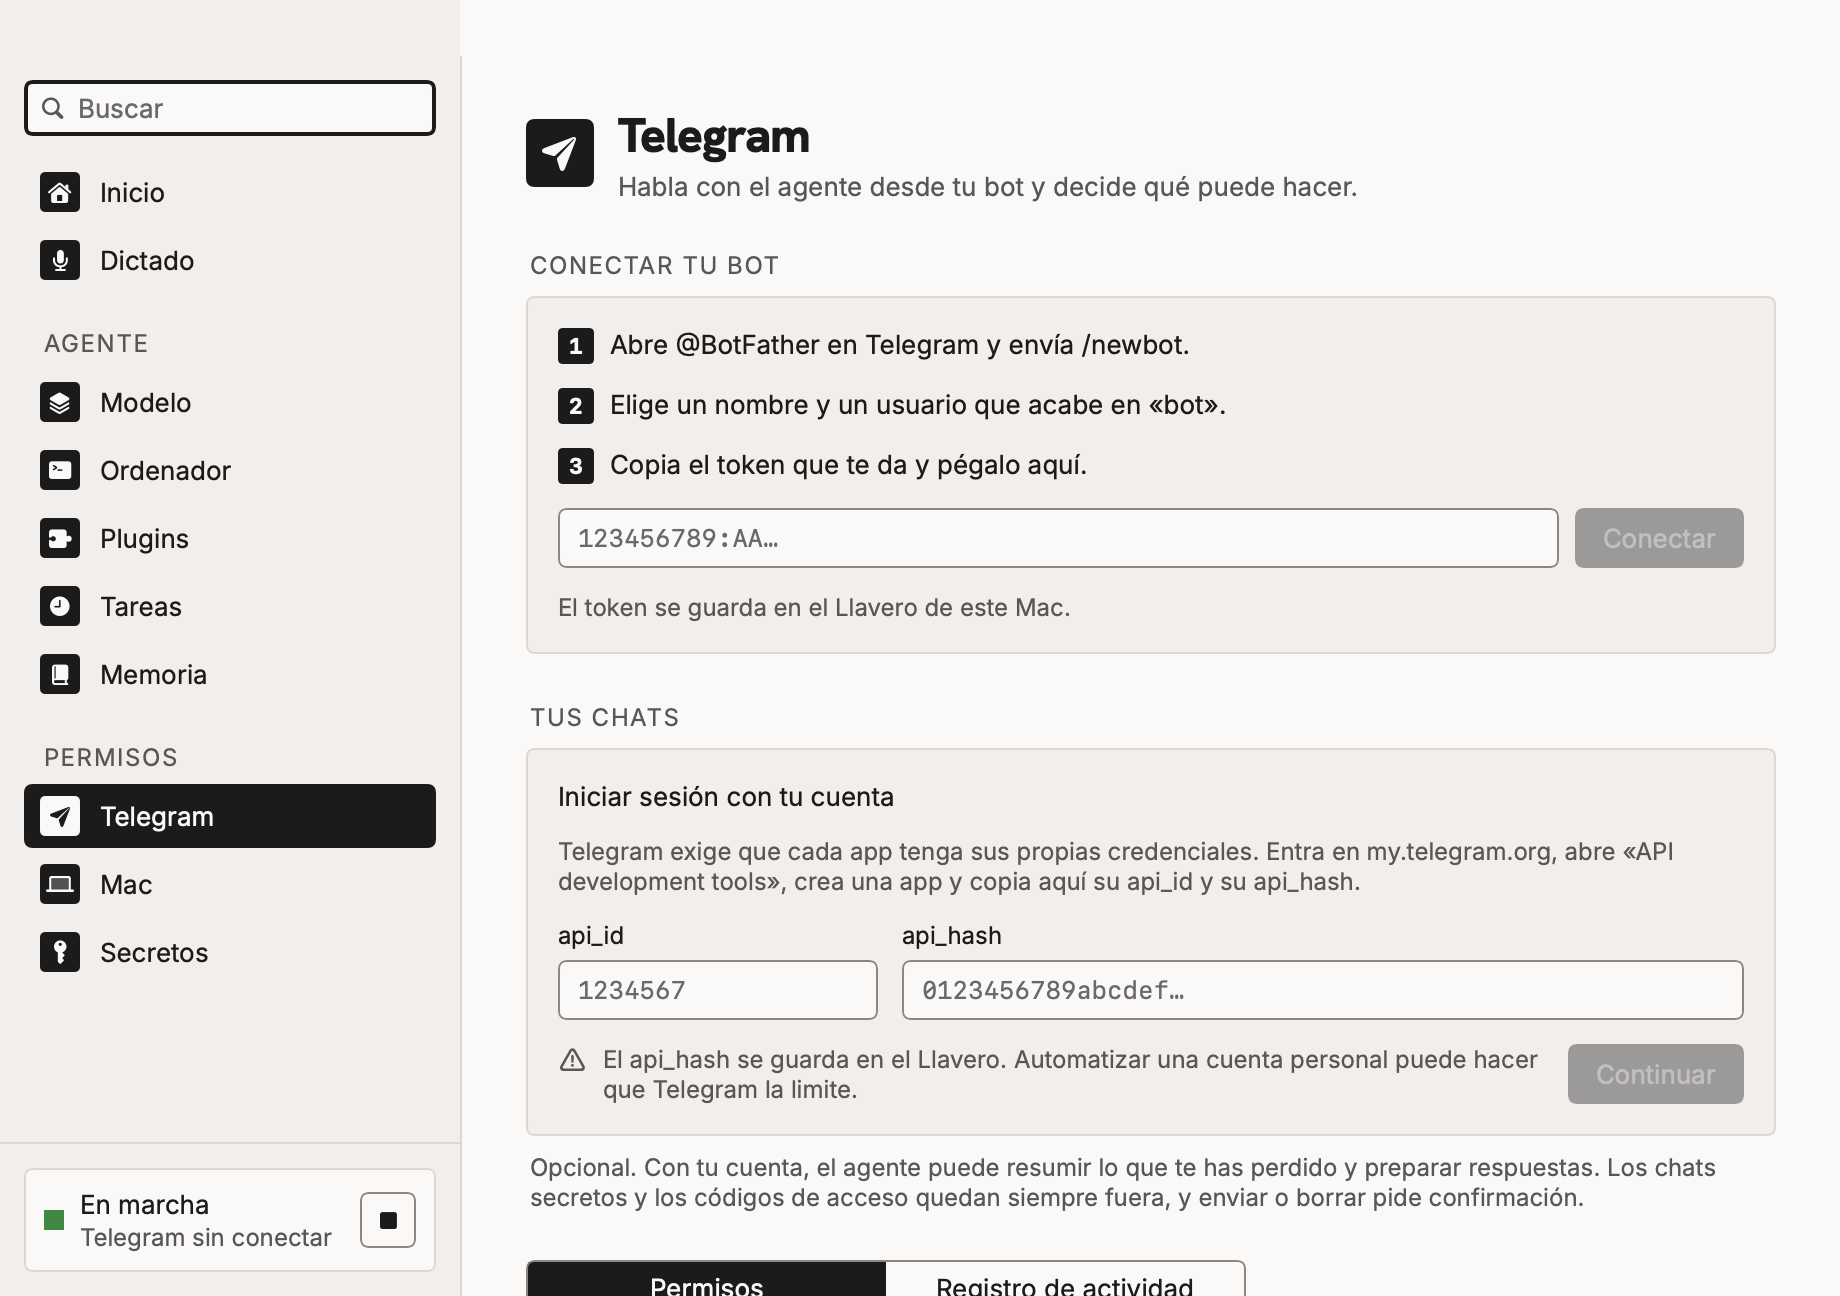 Buscar
Inicio
Dictado
AGENTE
Modelo
Ordenador
Plugins
Tareas
Memoria
PERMISOS
Telegram
Mac
Secretos
En marcha
Telegram sin conectar
Telegram
Habla con el agente desde tu bot y decide qué puede hacer.
CONECTAR TU BOT
1 Abre @BotFather en Telegram y envía /newbot.
2 Elige un nombre y un usuario que acabe en «bot».
3 Copia el token que te da y pégalo aquí.
123456789:AA… Conectar
El token se guarda en el Llavero de este Mac.
TUS CHATS
Iniciar sesión con tu cuenta
Telegram exige que cada app tenga sus propias credenciales. Entra en my.telegram.org, abre «API
development tools», crea una app y copia aquí su api_id y su api_hash.
api_id api_hash
1234567 0123456789abcdef…
El api_hash se guarda en el Llavero. Automatizar una cuenta personal puede hacer
que Telegram la limite.
Continuar
Opcional. Con tu cuenta, el agente puede resumir lo que te has perdido y preparar respuestas. Los chats
secretos y los códigos de acceso quedan siempre fuera, y enviar o borrar pide confirmación.
Permisos Registro de actividad